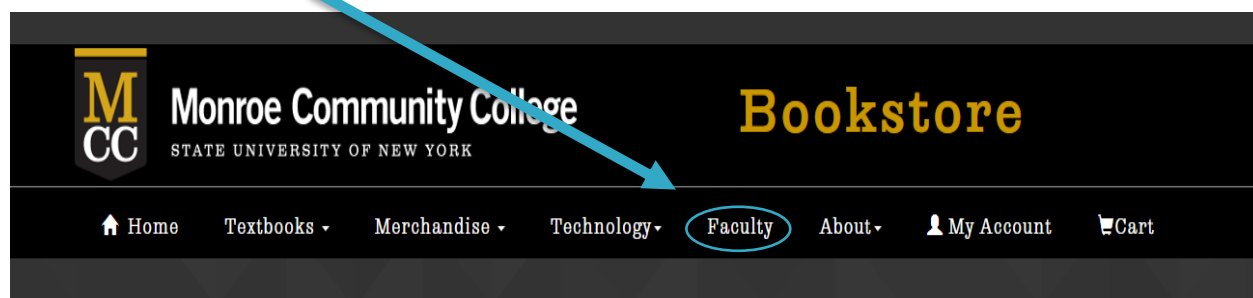 M
CC
Monroe Community College
STATE UNIVERSITY OF NEW YORK
Bookstore
Home Textbooks Merchandise Technology Faculty About My Account Cart